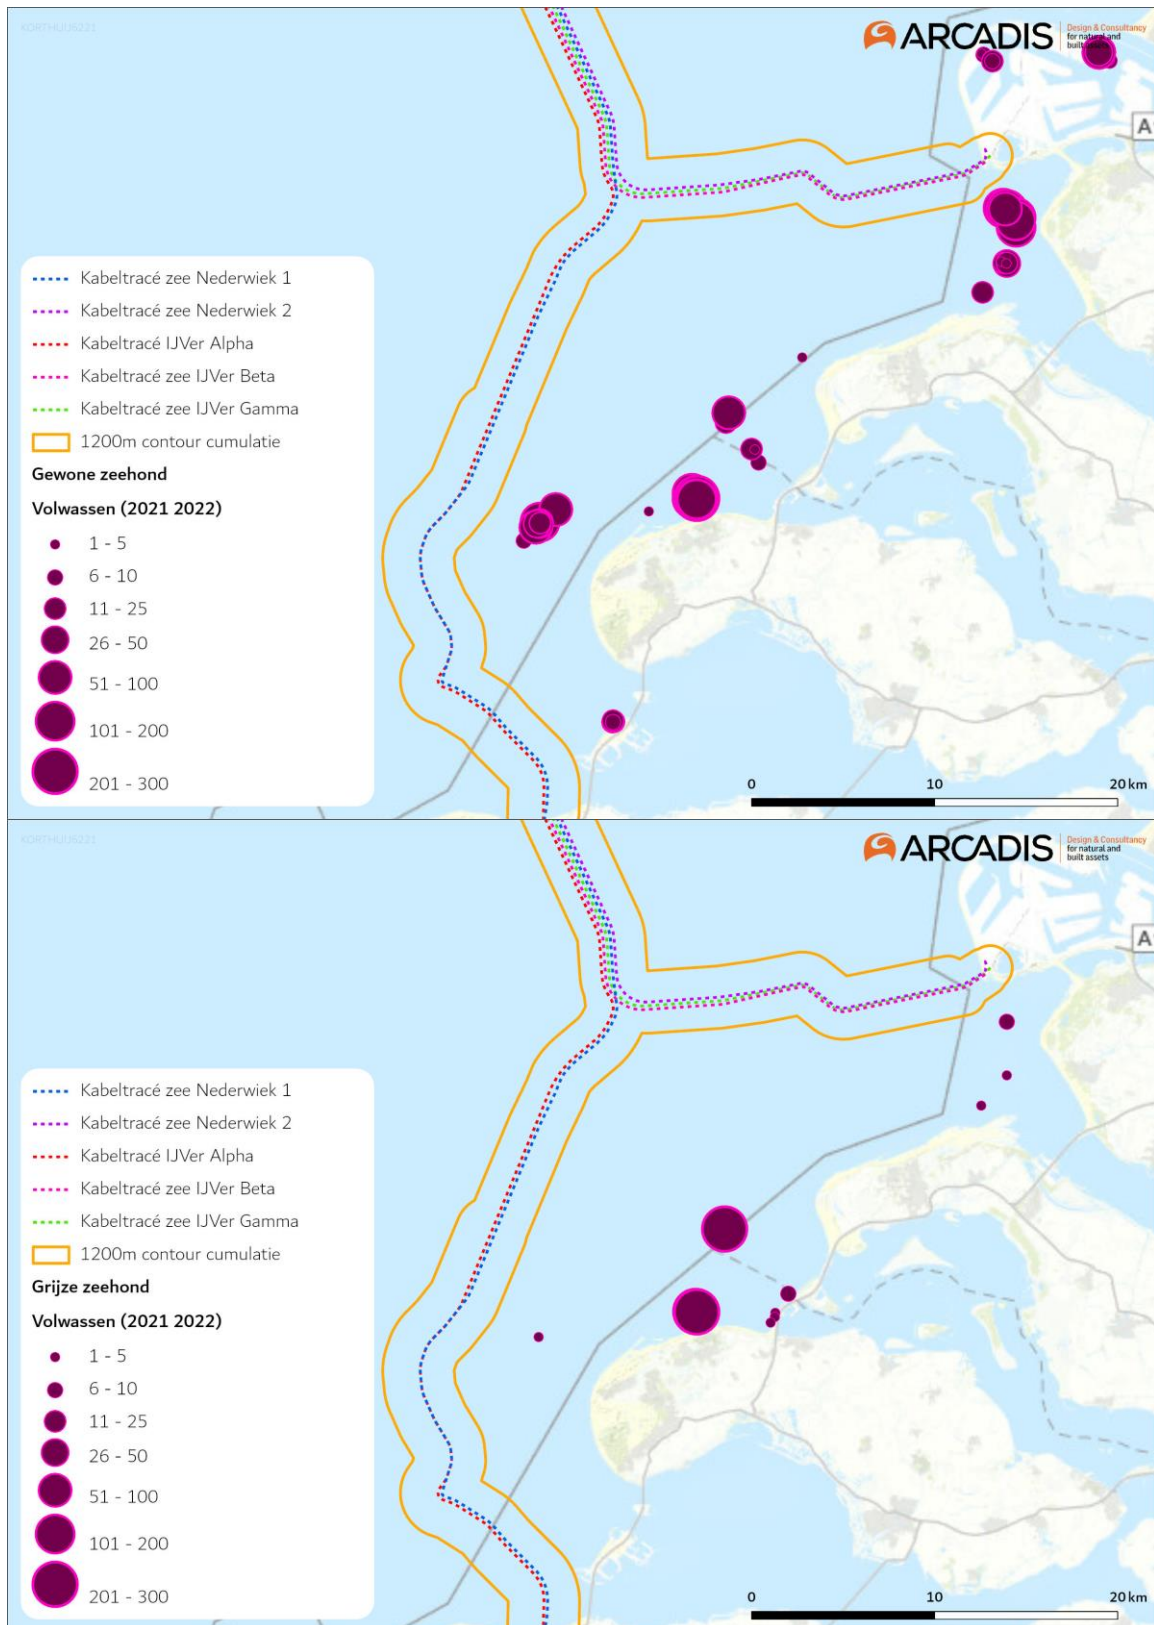 KORTHIJ6221
ARCADIS
Design & Consultancy
for natural and
built assets
A
Kabeltracé zee Nederwiek 1
Kabeltracé zee Nederwiek 2
Kabeltracé IJVer Alpha
Kabeltracé zee IJVer Beta
Kabeltracé zee IJVer Gamma
1200m contour cumulatie
Gewone zeehond
Volwassen (2021 2022)
1 - 5
6 - 10
11 - 25
26 - 50
51 - 100
101 - 200
201 - 300
0 10 20 km
ARCADIS
Design & Consultancy
for natural and
built assets
A
Kabeltracé zee Nederwiek 1
Kabeltracé zee Nederwiek 2
Kabeltracé IJVer Alpha
Kabeltracé zee IJVer Beta
Kabeltracé zee IJVer Gamma
1200m contour cumulatie
Grijze zeehond
Volwassen (2021 2022)
1 - 5
6 - 10
11 - 25
26 - 50
51 - 100
101 - 200
201 - 300
0 10 20 km